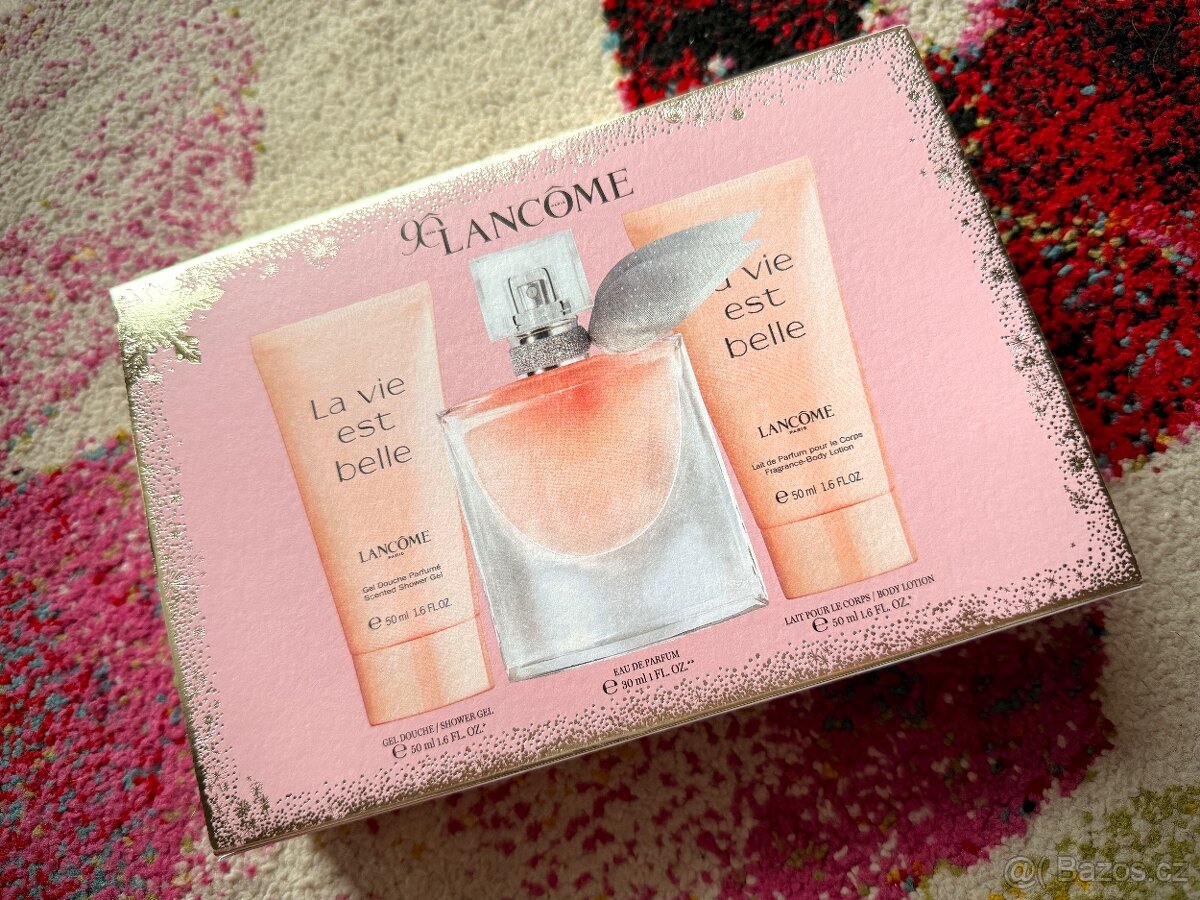 LANCÔME
PARIS
La vie
est
belle
LANCÔME
PARIS
Gel Douche Parfumé
Scented Shower Gel
℮ 50 ml 1.6 FL.OZ.
vie
est
belle
LANCÔME
PARIS
Lait de Parfum pour le Corps
Fragrance-Body Lotion
℮ 50 ml 1.6 FL.OZ.
GEL DOUCHE / SHOWER GEL
℮ 50 ml 1.6 FL. OZ.*
EAU DE PARFUM
℮ 30 ml 1 FL. OZ.**
LAIT POUR LE CORPS / BODY LOTION
℮ 50 ml 1.6 FL. OZ.*
@ Bazos.cz